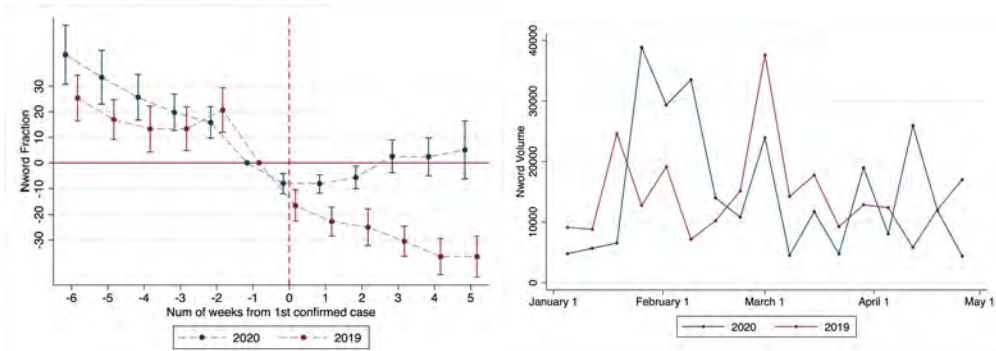 Nword Fraction
30
20
10
0
-10
-20
-30
-6 -5 -4 -3 -2 -1 0 1 2 3 4 5
Num of weeks from 1st confirmed case
2020 2019
Nword Volume
40000
30000
20000
10000
0
January 1 February 1 March 1 April 1 May 1
2020 2019